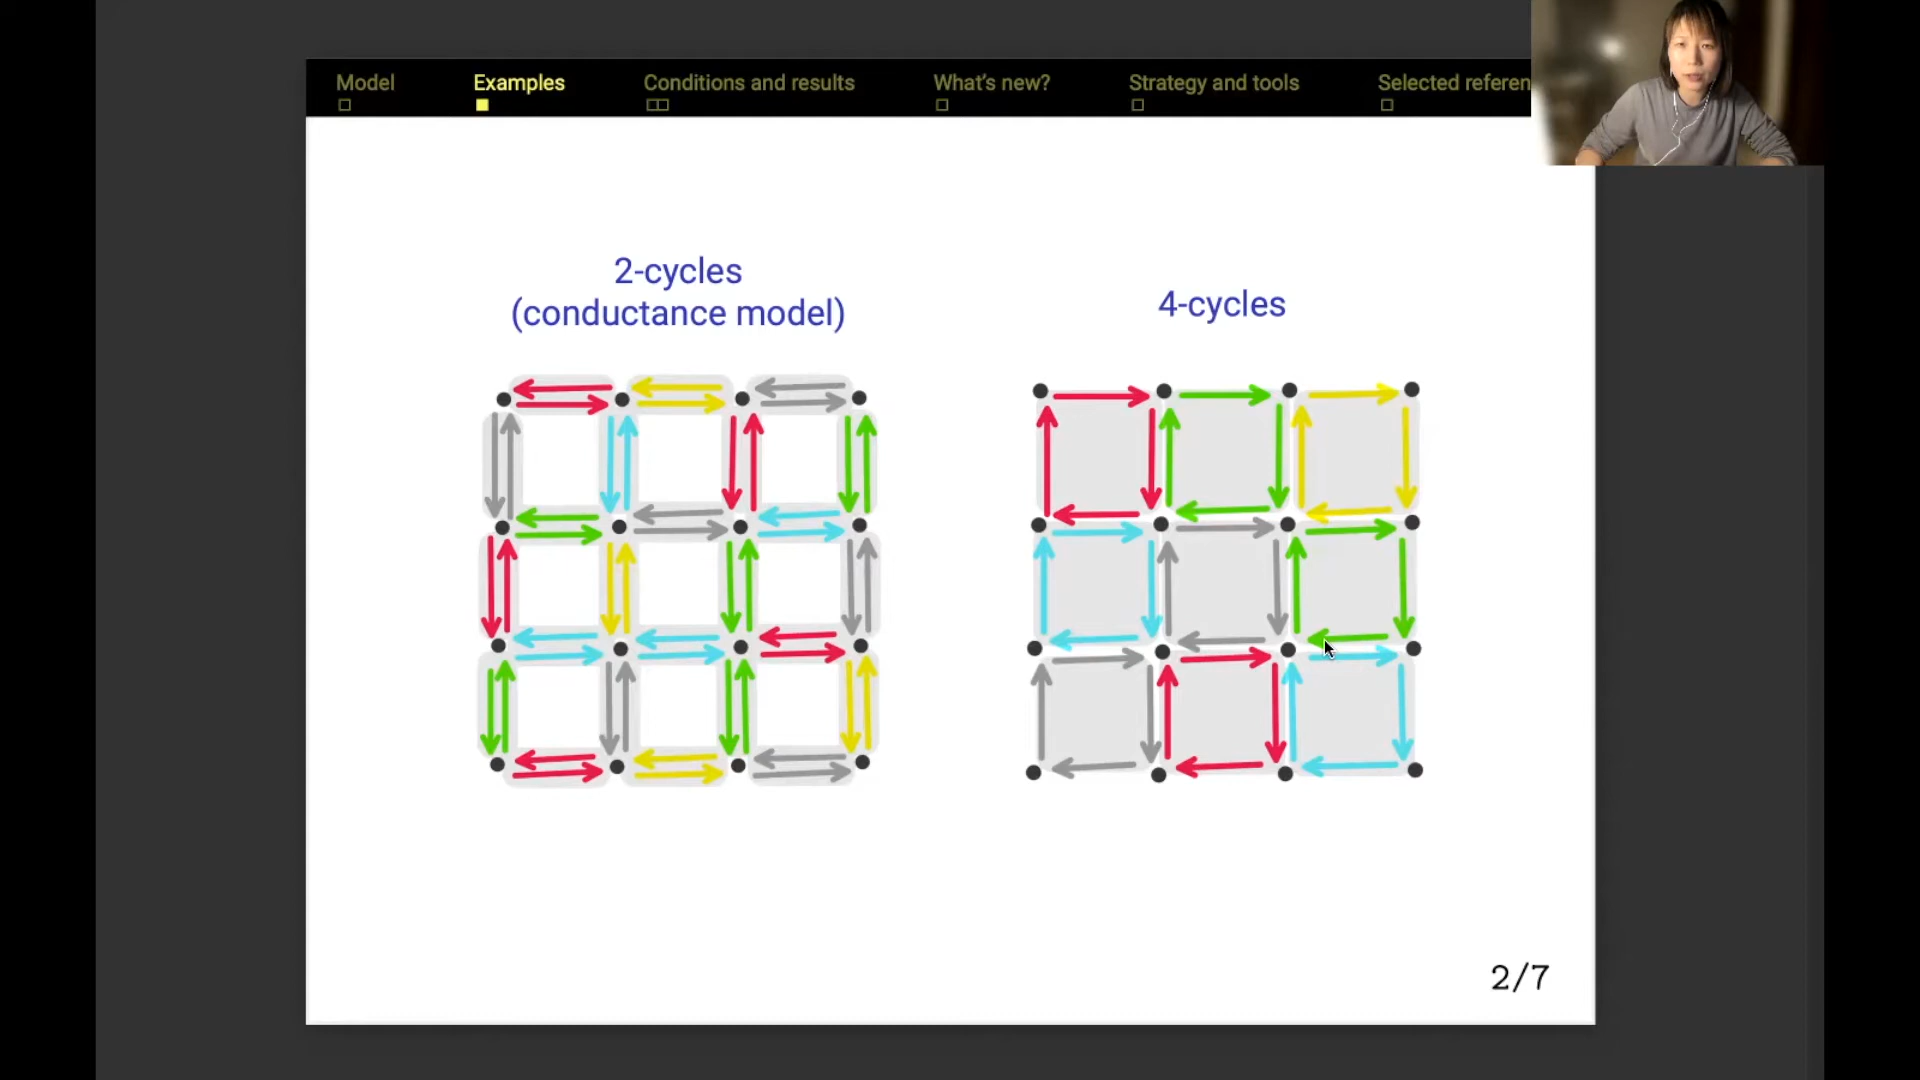 Model Examples Conditions and results What's new? Strategy and tools Selected referen
2-cycles
(conductance model)
4-cycles
2/7